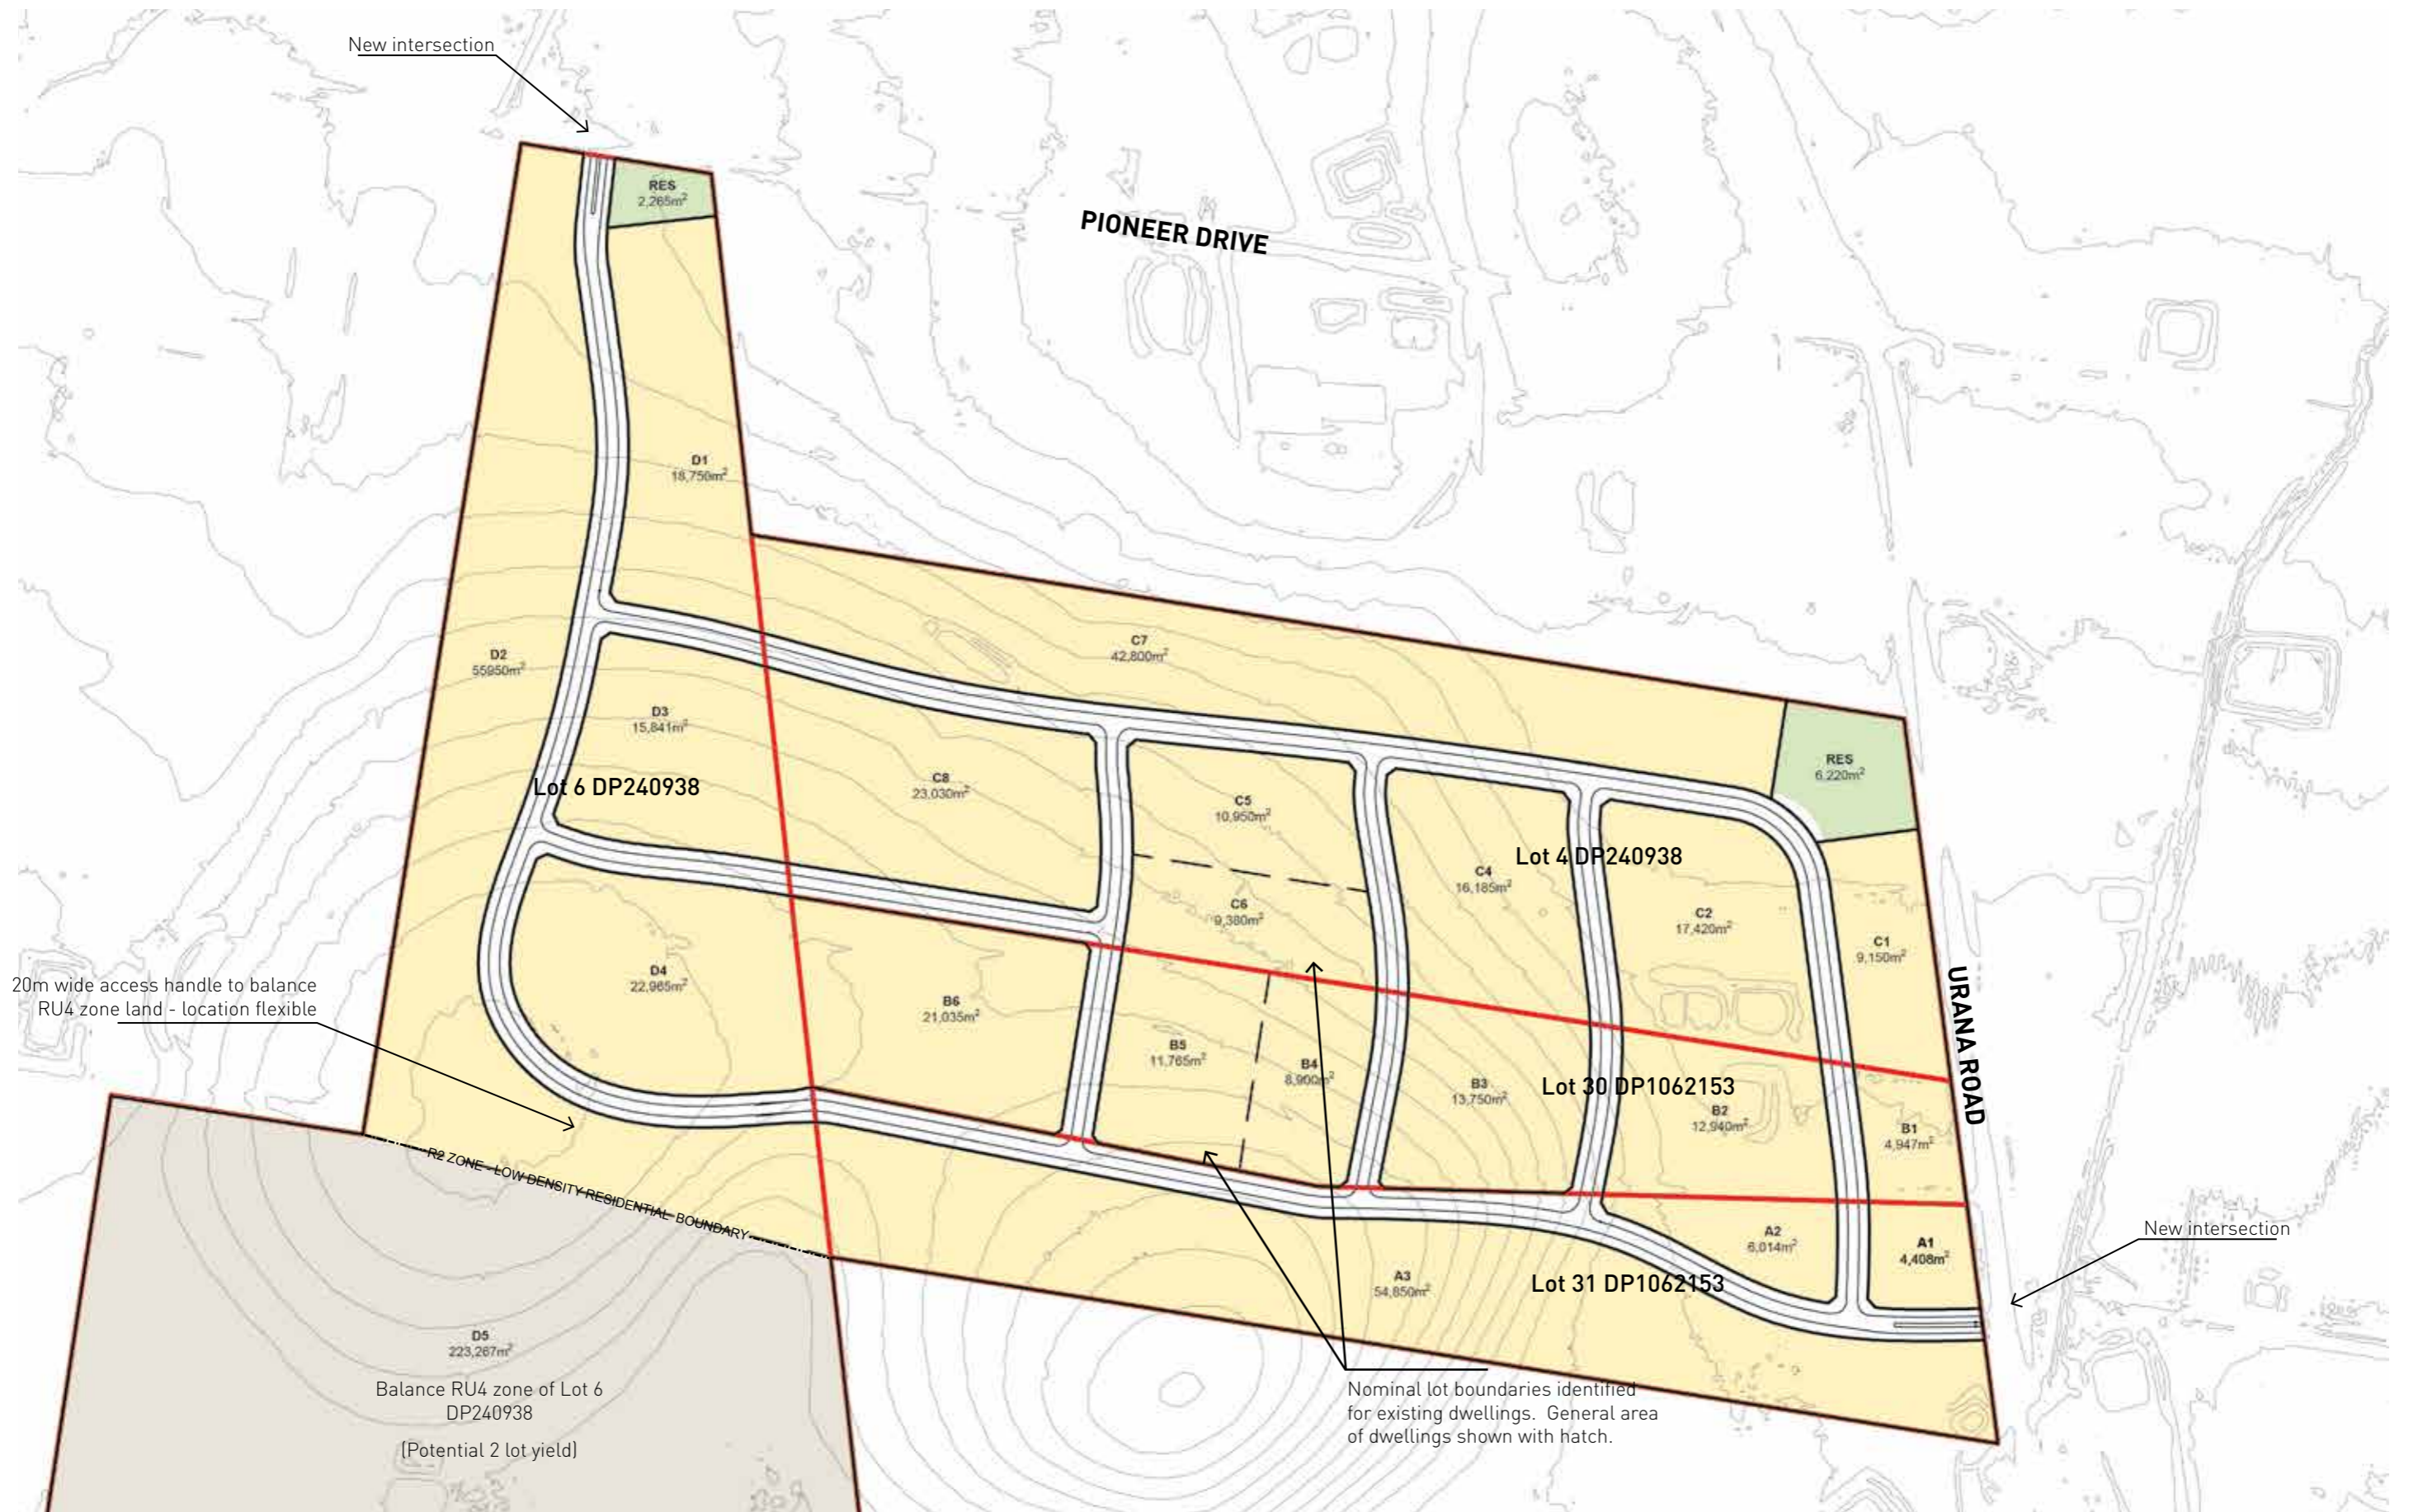 New intersection
RES
2,265m²
PIONEER DRIVE
D1
18,750m²
C7
42,800m²
D2
55950m²
D3
15,841m²
RES
6,220m²
Lot 6 DP240938
C8
23,030m²
C5
10,950m²
Lot 4 DP240938
C4
16,185m²
C6
9,380m²
C2
17,420m²
C1
9,150m²
URANA ROAD
20m wide access handle to balance
RU4 zone land - location flexible
D4
22,965m²
B6
21,035m²
B5
11,765m²
B4
8,900m²
B3
13,750m²
Lot 30 DP1062153
B2
12,940m²
B1
4,947m²
R2 ZONE - LOW DENSITY RESIDENTIAL BOUNDARY
A2
6,014m²
A1
4,408m²
New intersection
A3
54,850m²
Lot 31 DP1062153
D5
223,267m²
Balance RU4 zone of Lot 6
DP240938
(Potential 2 lot yield)
Nominal lot boundaries identified
for existing dwellings. General area
of dwellings shown with hatch.